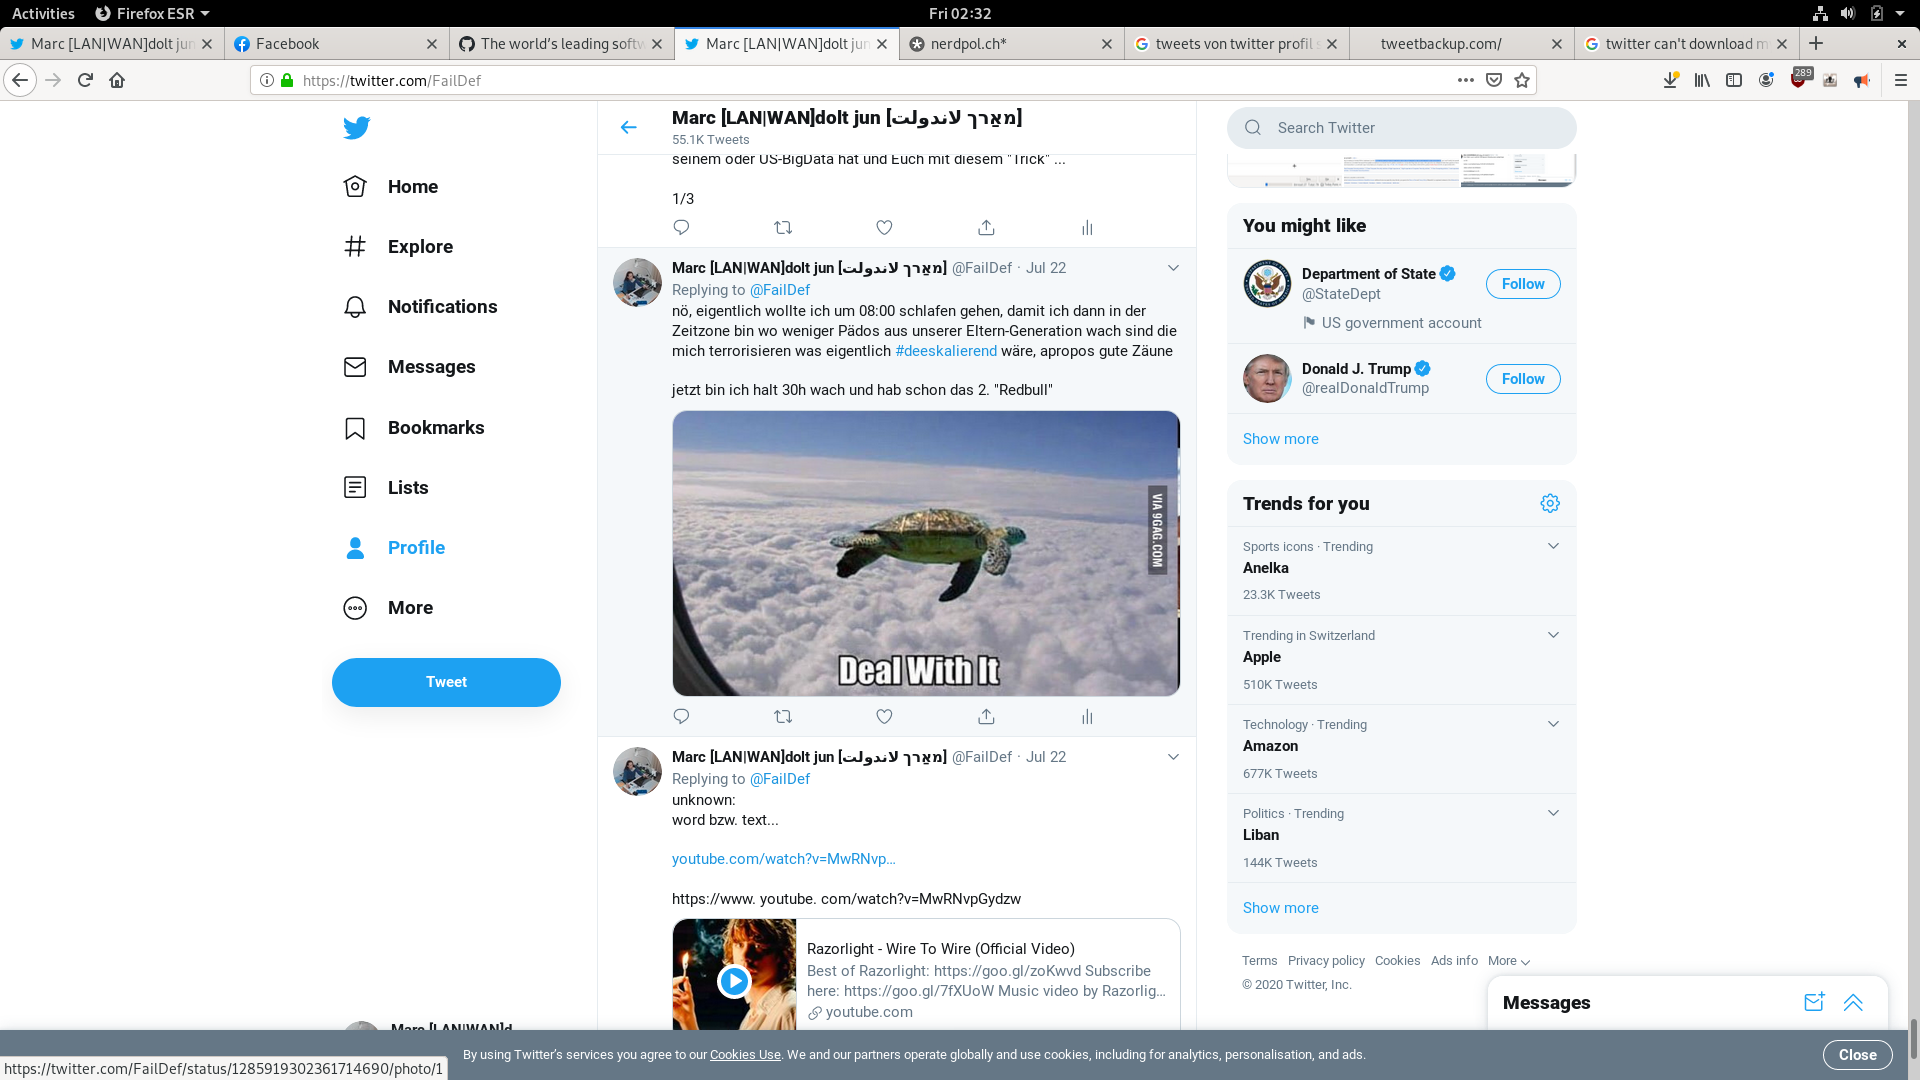 Activities Firefox ESR Fri 02:32
Marc [LAN|WAN]dolt jun
Facebook
The world's leading softw
Marc [LAN|WAN]dolt jun
nerdpol.ch*
tweets von twitter profil s
tweetbackup.com/
twitter can't download m
https://twitter.com/FailDef
289
Home
Explore
Notifications
Messages
Bookmarks
Lists
Profile
More
Tweet
Marc [LAN|WAN]dolt jun [מאַרך לאנדולת]
55.1K Tweets
seinem oder US-BigData hat und Euch mit diesem "Trick" ...
1/3
Marc [LAN|WAN]dolt jun [מאַרך לאנדולת] @FailDef · Jul 22
Replying to @FailDef
nö, eigentlich wollte ich um 08:00 schlafen gehen, damit ich dann in der
Zeitzone bin wo weniger Pädos aus unserer Eltern-Generation wach sind die
mich terrorisieren was eigentlich #deeskalierend wäre, apropos gute Zäune
jetzt bin ich halt 30h wach und hab schon das 2. "Redbull"
VIA 9GAG.COM
Deal With It
Marc [LAN|WAN]dolt jun [מאַרך לאנדולת] @FailDef · Jul 22
Replying to @FailDef
unknown:
word bzw. text...
youtube.com/watch?v=MwRNvp…
https://www. youtube. com/watch?v=MwRNvpGydzw
Razorlight - Wire To Wire (Official Video)
Best of Razorlight: https://goo.gl/zoKwvd Subscribe
here: https://goo.gl/7fXUoW Music video by Razorlig…
youtube.com
Search Twitter
You might like
Department of State
@StateDept
US government account
Follow
Donald J. Trump
@realDonaldTrump
Follow
Show more
Trends for you
Sports icons · Trending
Anelka
23.3K Tweets
Trending in Switzerland
Apple
510K Tweets
Technology · Trending
Amazon
677K Tweets
Politics · Trending
Liban
144K Tweets
Show more
Terms Privacy policy Cookies Ads info More
© 2020 Twitter, Inc.
Messages
Marc [LAN|WAN]d
By using Twitter's services you agree to our Cookies Use. We and our partners operate globally and use cookies, including for analytics, personalisation, and ads.
Close
https://twitter.com/FailDef/status/1285919302361714690/photo/1